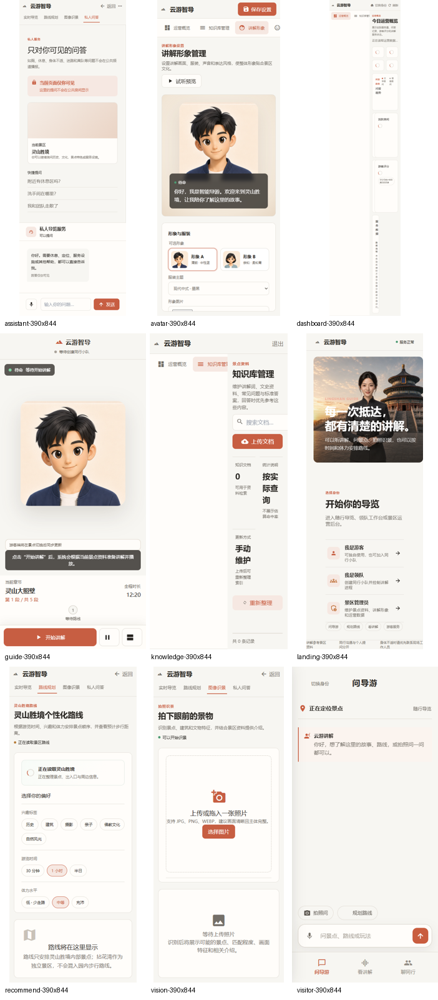 云游智导
返回
实时导览 路线规划 图像识景 私人问答
私人服务
只对你可见的问答
当前页面仅你可见
这里的提问不会在公共房间显示
当前景区
灵山胜境
快捷提问
附近有休息区吗?
洗手间在哪里?
我和团队走散了
私人导览服务
可以提问
你好。需要休息、定位、服务设
施或其他帮助，都可以直接告诉
我。
输入你的问题...
发送
assistant-390x844
云游智导
保存设置
运营概览 知识库管理 讲解形象
讲解形象设置
讲解形象管理
设置讲解画面、服装、声音和表达风格，使整体形象贴合景区
文化。
试听预览
待命
你好，我是智能导游。欢迎来到灵山胜
境，让我陪你了解这里的故事。
形象与服装
可选形象
形象 A
清朗 · 中性蓝
形象 B
服装主题
现代中式 · 墨黑
形象图片
avatar-390x844
云游智导
切换身份
运营概览
今日运营概览
问答
趋势
活跃房间
游客评分
服
务
数
据
dashboard-390x844
云游智导
等待创建同行小队
待命 等待开始讲解
游客端将在景点切换后同步更新
点击“开始讲解”后，系统会根据当前景点资料准备讲解并播
放。
当前章节
灵山大照壁
第 1 段 / 共 5 段
全程时长
12:20
1
等待路线
开始讲解
guide-390x844
云游智导
退出
运营概览 知识库管
景点资料
知识库管理
维护讲解词、文史资
料、常见问题与标准答
案，回答时优先参考这
些内容。
搜索文档...
上传文档
知识文档
0
可用于资
料检索
统计说明
按实
际查
询
不展示估
算命中率
更新方式
手动
维护
上传后可
重新整理
索引
重新整理
共 0 条记录
knowledge-390x844
云游智导
服务正常
每一次抵达，
都有清楚的讲解。
可以听讲解、问景点、拍照识景，也可以按
时间和体力安排路线。
选择身份
开始你的导览
进入随行导览、领队工作台或景区运
营后台。
我是游客
可独自使用，也可加入同
行小队
我是领队
创建同行小队并控制讲解
进程
景区管理员
维护景点资料、讲解形象
和运营数据
问导游 规划路线 听讲解 游客服务
讲解参考景区
资料
同行沟通与个人提
问分开
身体不适时请优先联系现场工
作人员
landing-390x844
云游智导
返回
实时导览 路线规划 图像识景 私人问答
灵山胜境路线
灵山胜境个性化路线
根据游览时间、兴趣和体力安排景点顺序，并查看预计步行距
离。
正在读取景区路线
正在读取灵山胜境
正在整理景点、出入口与周边信息。
选择你的偏好
兴趣标签
历史 建筑 摄影 亲子 佛教文化
自然风光
游览时间
30 分钟 1 小时 半日
体力水平
低 · 少走路 中等 充沛
路线将在这里显示
路线只安排灵山胜境内部景点；拈花湾作为
独立景区，不会混入园内步行路线。
recommend-390x844
云游智导
返回
实时导览 路线规划 图像识景 私人问答
拍照识景
拍下眼前的景物
识别景点、建筑和文物特征，并结合景区资料提供介绍。
可以开始识景
上传或拖入一张照片
支持 JPG、PNG、WEBP，建议画面清晰且主体完整。
选择图片
等待上传照片
识别后将展示可能的景点、匹配程度、画面
特征和相关介绍。
vision-390x844
切换身份
问导游
正在定位景点
随行导览
云游讲解
你好，想了解这里的故事、路线，或拍照问一问
都可以。
拍照问 规划路线
问景点、路线或玩法
问导游 看讲解 聊同行
visitor-390x844